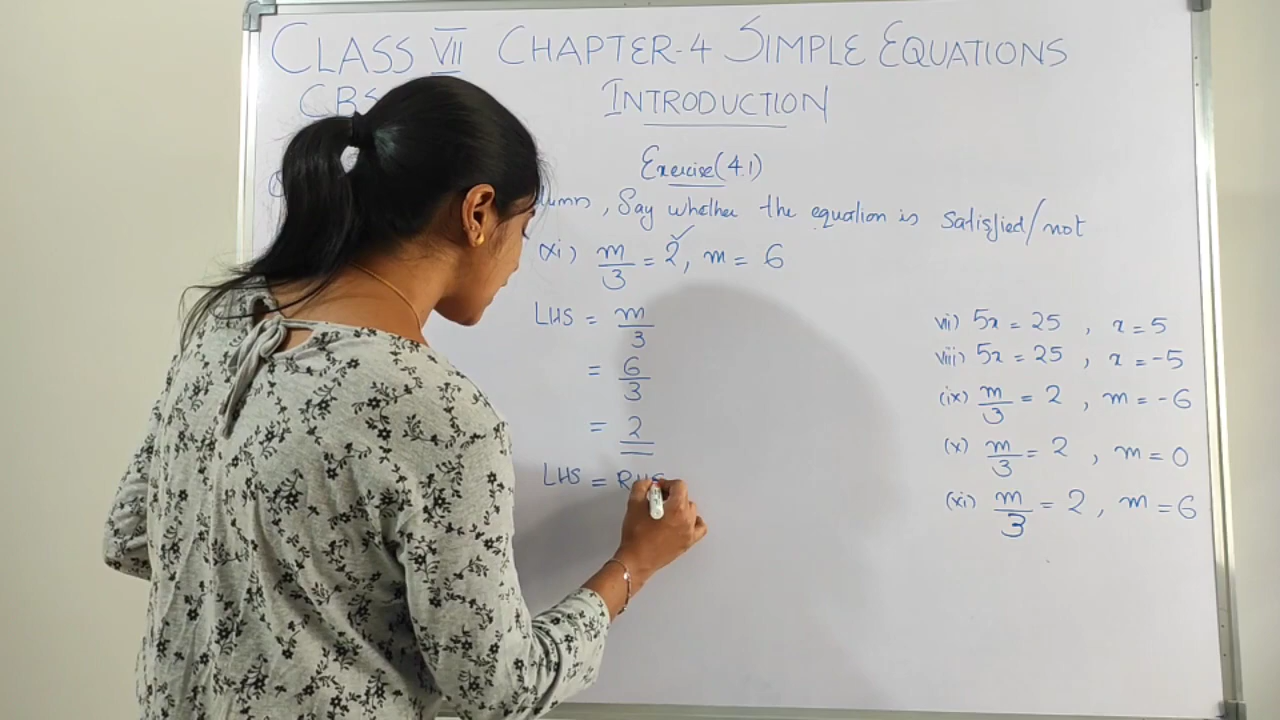 CLASS VII CHAPTER-4 SIMPLE EQUATIONS
INTRODUCTION
Exercise(4.1)
, Say whether the equation is satisfied/not
(xi) m/3 = 2, m = 6
LHS = m/3
= 6/3
= 2
LHS = RHS
vii) 5x = 25 , x = 5
viii) 5x = 25 , x = -5
(ix) m/3 = 2 , m = -6
(x) m/3 = 2 , m = 0
(xi) m/3 = 2 , m = 6